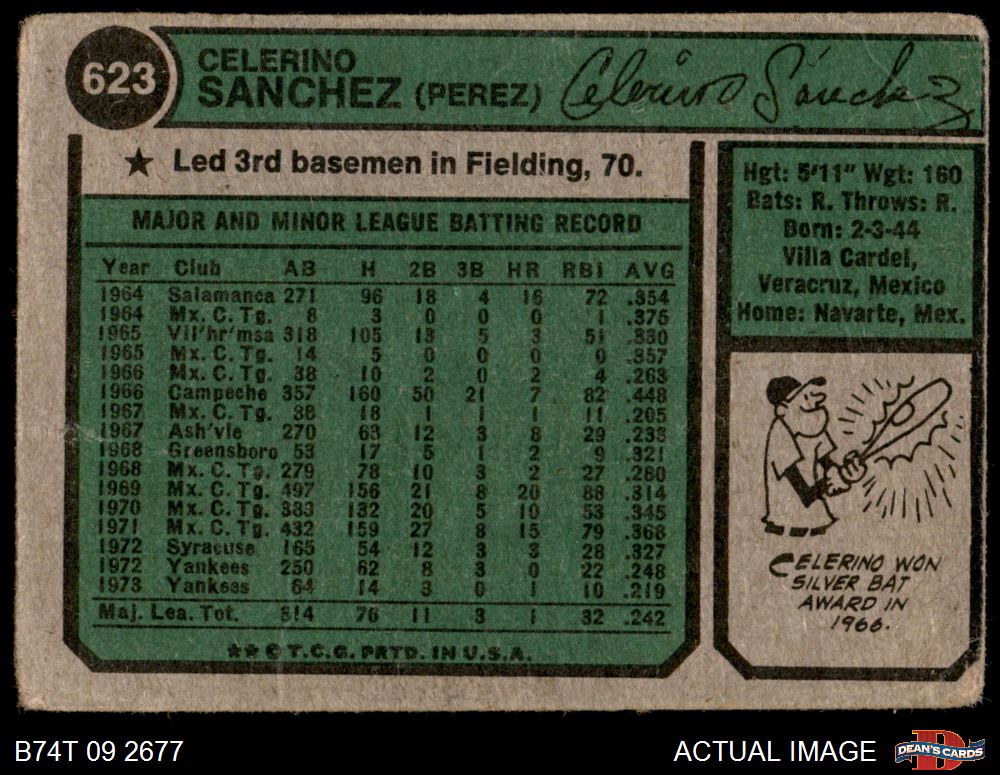 623
CELERINO
SANCHEZ (PEREZ)
Celerino Sánchez
★ Led 3rd basemen in Fielding, 70.
MAJOR AND MINOR LEAGUE BATTING RECORD
Year Club AB H 2B 3B HR RBI AVG
1964 Salamanca 271 96 18 4 16 72 .354
1964 Mx. C. Tg. 8 3 0 0 0 1 .375
1965 Vil'hr'msa 318 105 13 5 3 51 .330
1965 Mx. C. Tg. 14 5 0 0 0 0 .357
1966 Mx. C. Tg. 38 10 2 0 2 4 .263
1966 Campeche 357 160 50 21 7 82 .448
1967 Mx. C. Tg. 88 18 1 1 1 11 .205
1967 Ash'vle 270 63 12 3 8 29 .233
1968 Greensboro 53 17 5 1 2 9 .321
1968 Mx. C. Tg. 279 78 10 3 2 27 .280
1969 Mx. C. Tg. 497 156 21 8 20 88 .314
1970 Mx. C. Tg. 383 132 20 5 10 53 .345
1971 Mx. C. Tg. 432 159 27 8 15 79 .368
1972 Syracuse 165 54 12 3 3 28 .327
1972 Yankees 250 62 8 3 0 22 .248
1973 Yankees 64 14 3 0 1 10 .219
Maj. Lea. Tot. 314 76 11 3 1 32 .242
★★ © T.C.G. PRTD. IN U.S.A.
Hgt: 5'11" Wgt: 160
Bats: R. Throws: R.
Born: 2-3-44
Villa Cardel,
Veracruz, Mexico
Home: Navarte, Mex.
CELERINO WON
SILVER BAT
AWARD IN
1966.
B74T 09 2677
ACTUAL IMAGE
DEAN'S CARDS